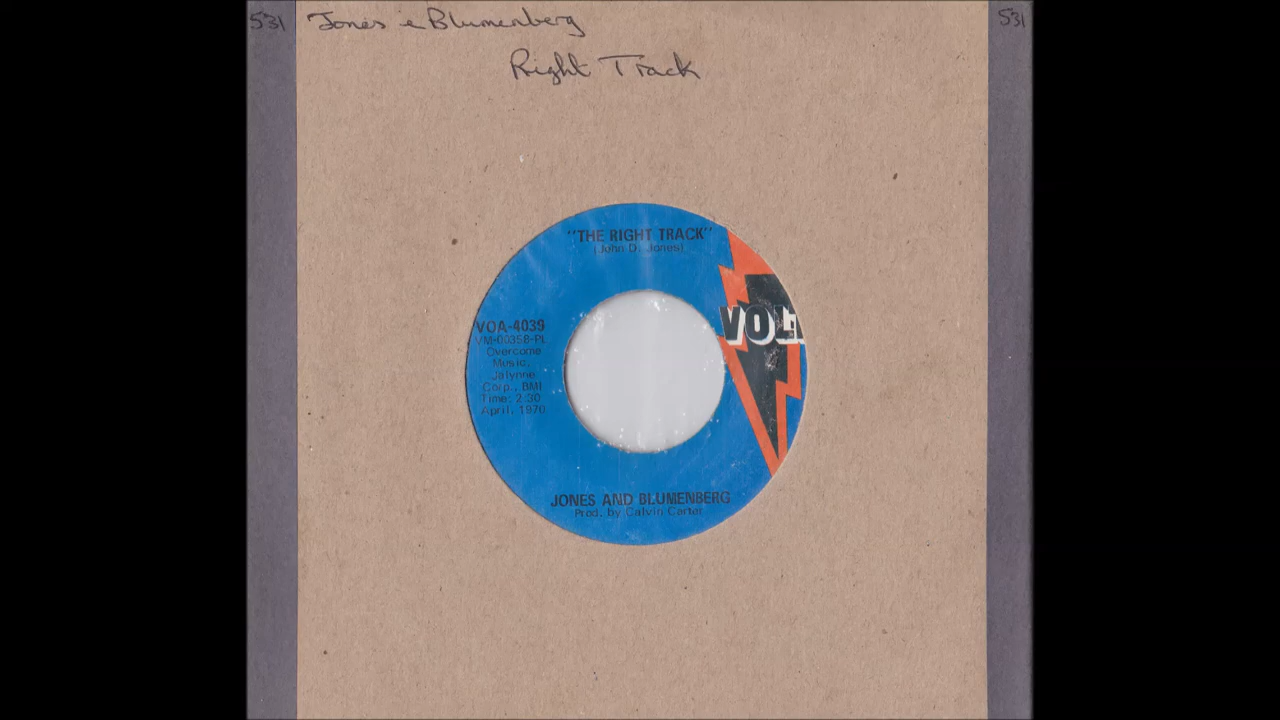 531 Jones & Blumenberg 531
Right Track
"THE RIGHT TRACK"
(John D. Jones)
VOLT
VOA-4039
VM-00358-PL
Overcome
Music,
Jalynne
Corp., BMI
Time: 2:30
April, 1970
JONES AND BLUMENBERG
Prod. by Calvin Carter